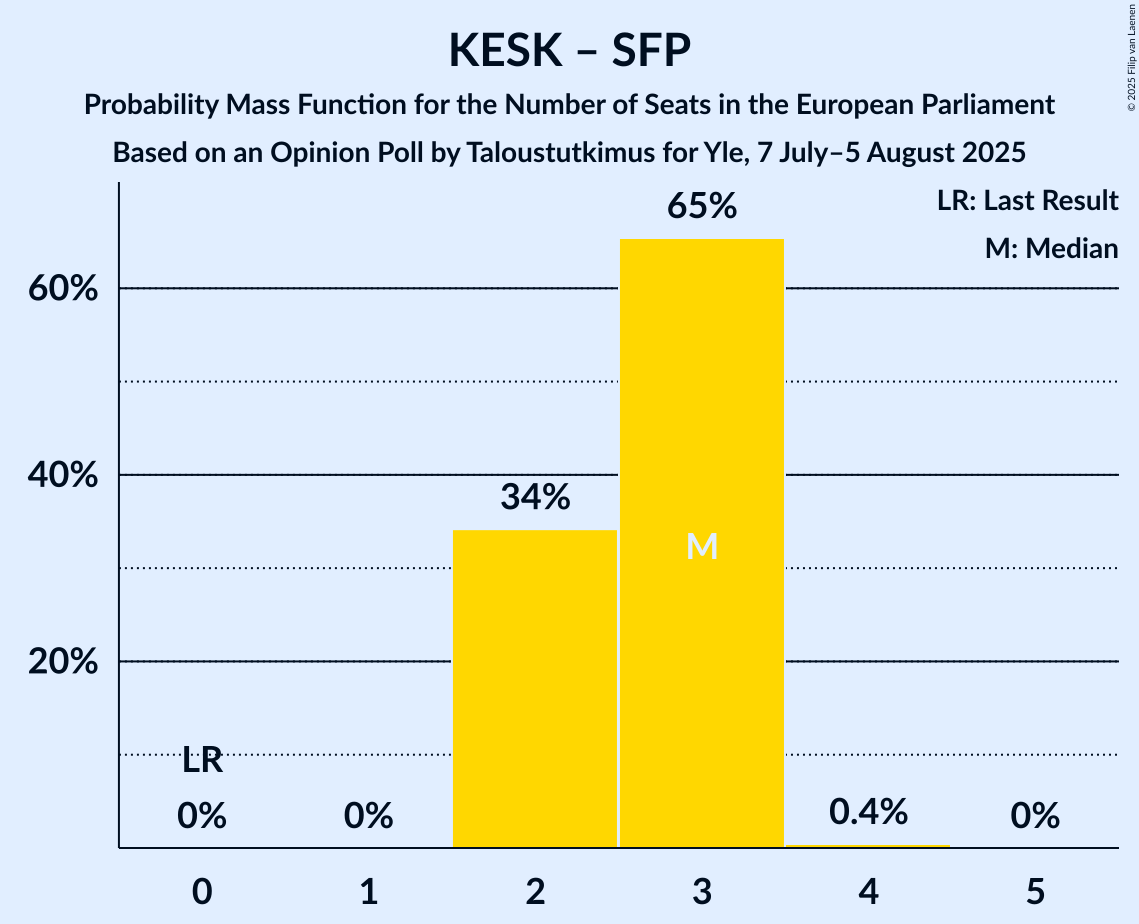 KESK – SFP
Probability Mass Function for the Number of Seats in the European Parliament
Based on an Opinion Poll by Taloustutkimus for Yle, 7 July–5 August 2025
© 2025 Filip van Laenen
LR: Last Result
M: Median
65%
60%
40%
34%
M
20%
LR
0%
0%
0.4%
0%
0
1
2
3
4
5